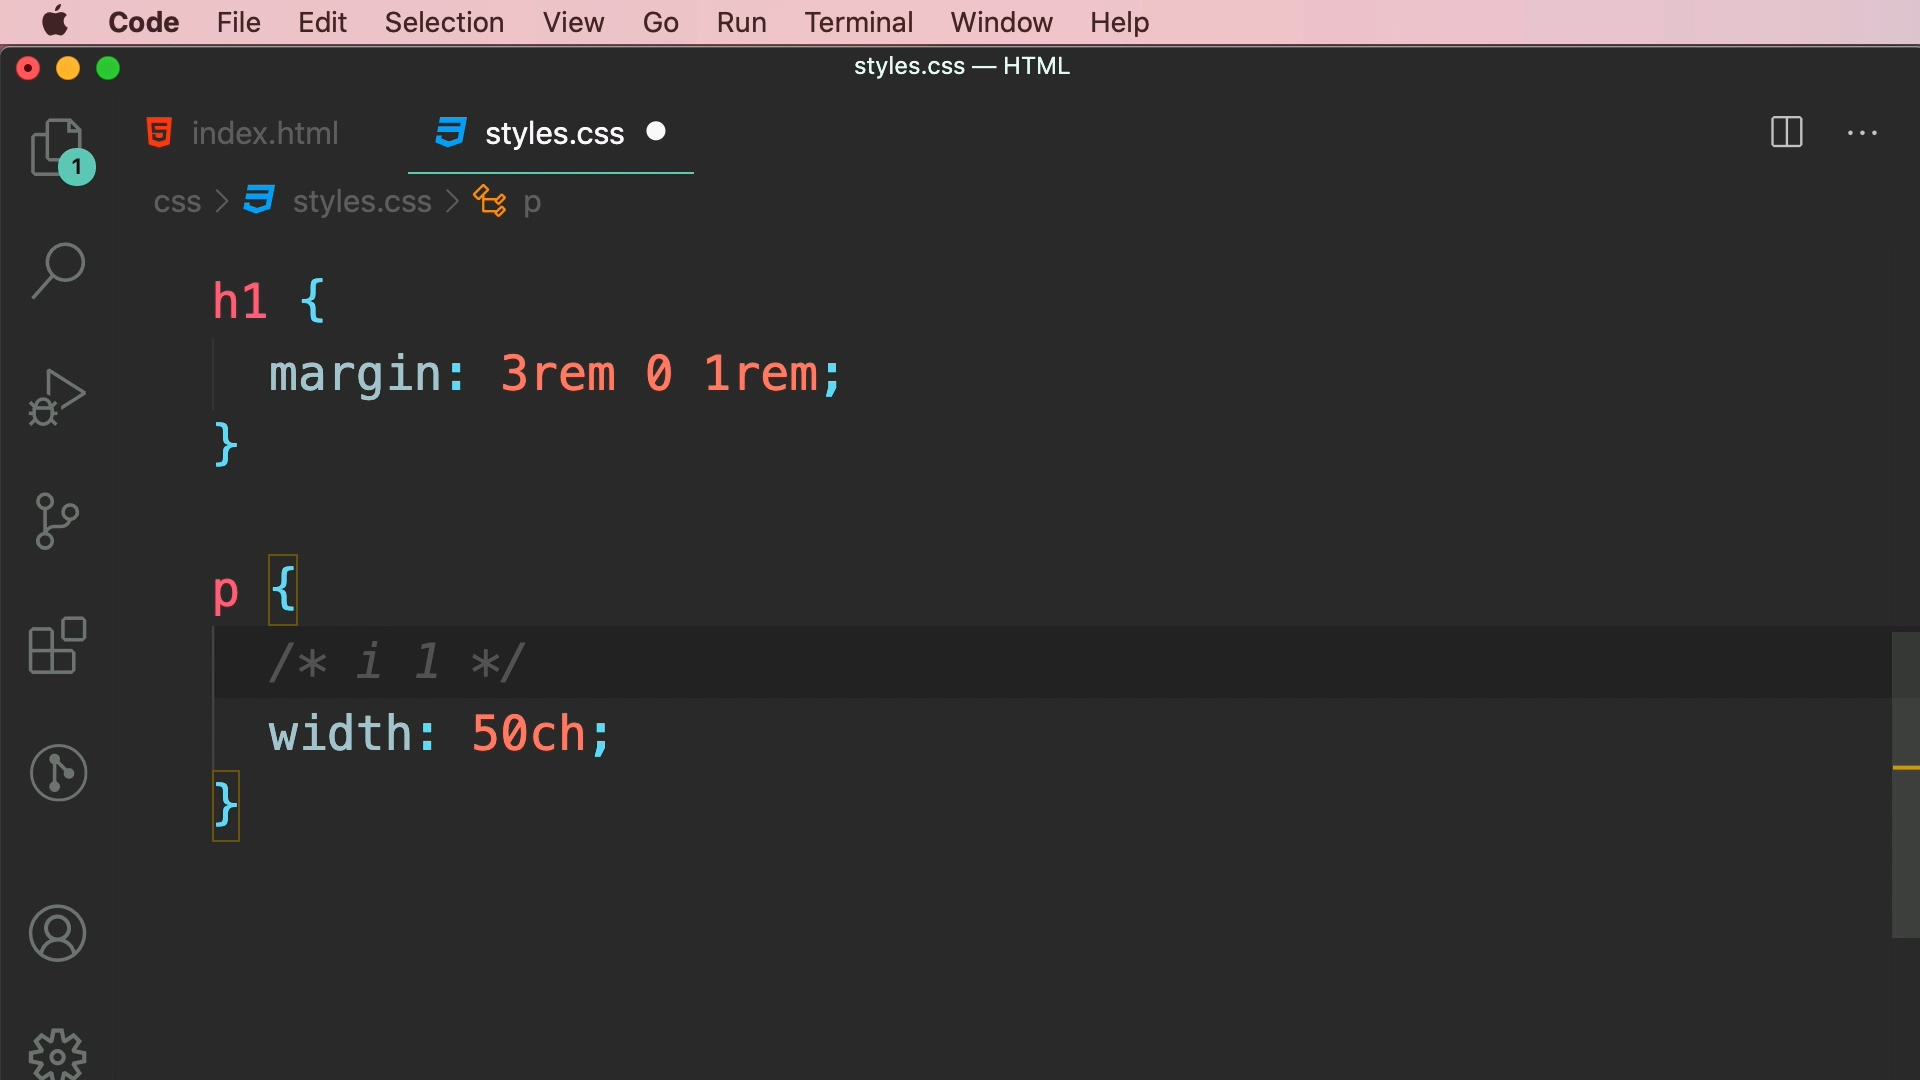 Code File Edit Selection View Go Run Terminal Window Help
styles.css — HTML
index.html styles.css
1
css > styles.css > p
h1 {
margin: 3rem 0 1rem;
}
p {
/* i 1 */
width: 50ch;
}